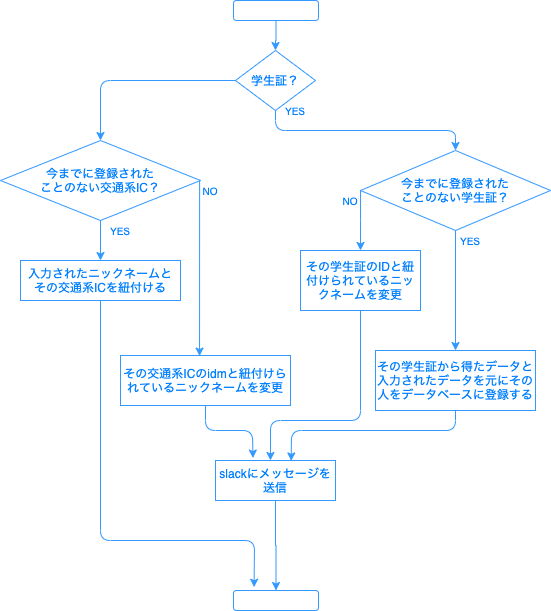 学生証？
YES
今までに登録された
ことのない交通系IC？
今までに登録された
ことのない学生証？
NO
NO
YES
YES
入力されたニックネームと
その交通系ICを紐付ける
その学生証のIDと紐
付けられているニッ
クネームを変更
その交通系ICのidmと紐付けら
れているニックネームを変更
その学生証から得たデータと
入力されたデータを元にその
人をデータベースに登録する
slackにメッセージを
送信